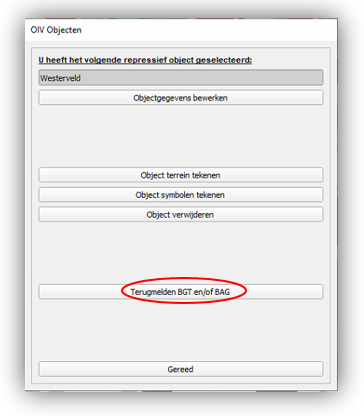 OIV Objecten
U heeft het volgende repressief object geselecteerd:
Westerveld
Objectgegevens bewerken
Object terrein tekenen
Object symbolen tekenen
Object verwijderen
Terugmelden BGT en/of BAG
Gereed